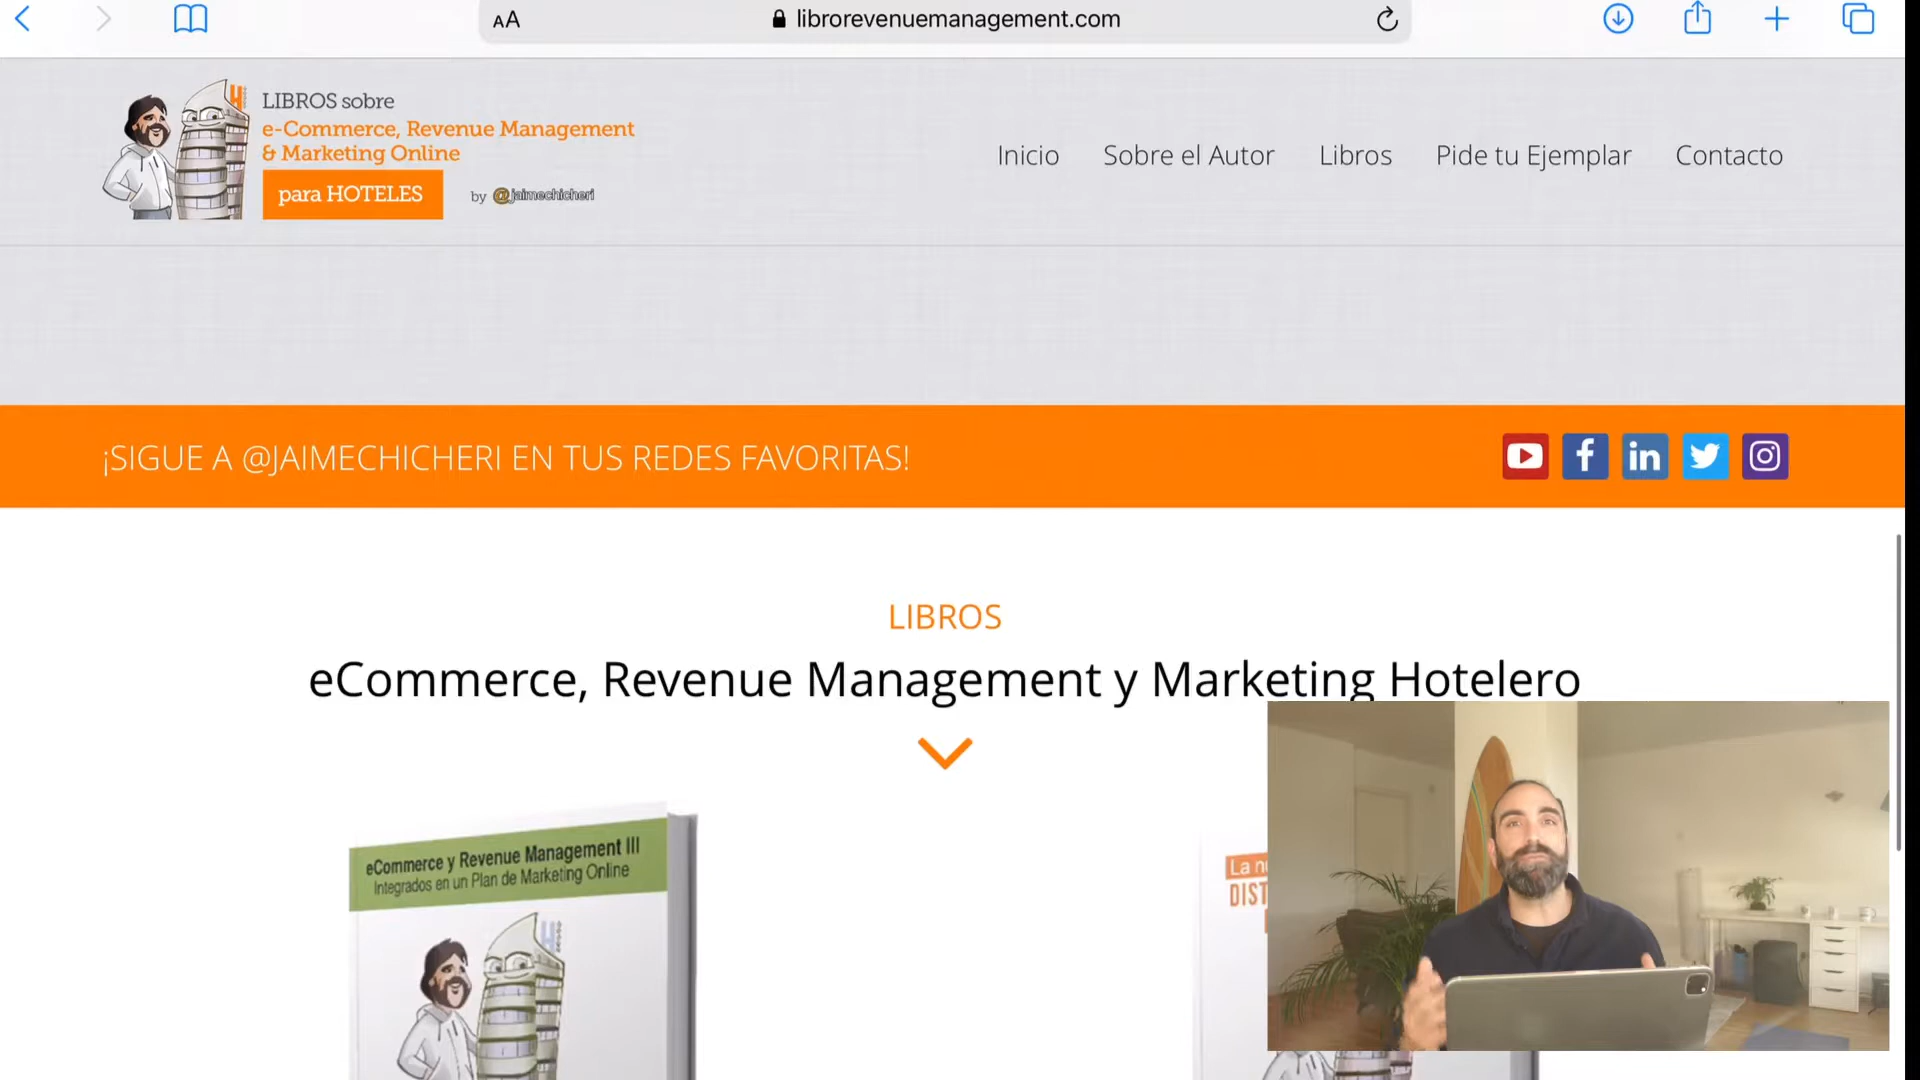 AA
librorevenuemanagement.com
LIBROS sobre
e-Commerce, Revenue Management
& Marketing Online
para HOTELES
by @jaimechicheri
Inicio
Sobre el Autor
Libros
Pide tu Ejemplar
Contacto
¡SIGUE A @JAIMECHICHERI EN TUS REDES FAVORITAS!
LIBROS
eCommerce, Revenue Management y Marketing Hotelero
eCommerce y Revenue Management III
Integrados en un Plan de Marketing Online
La